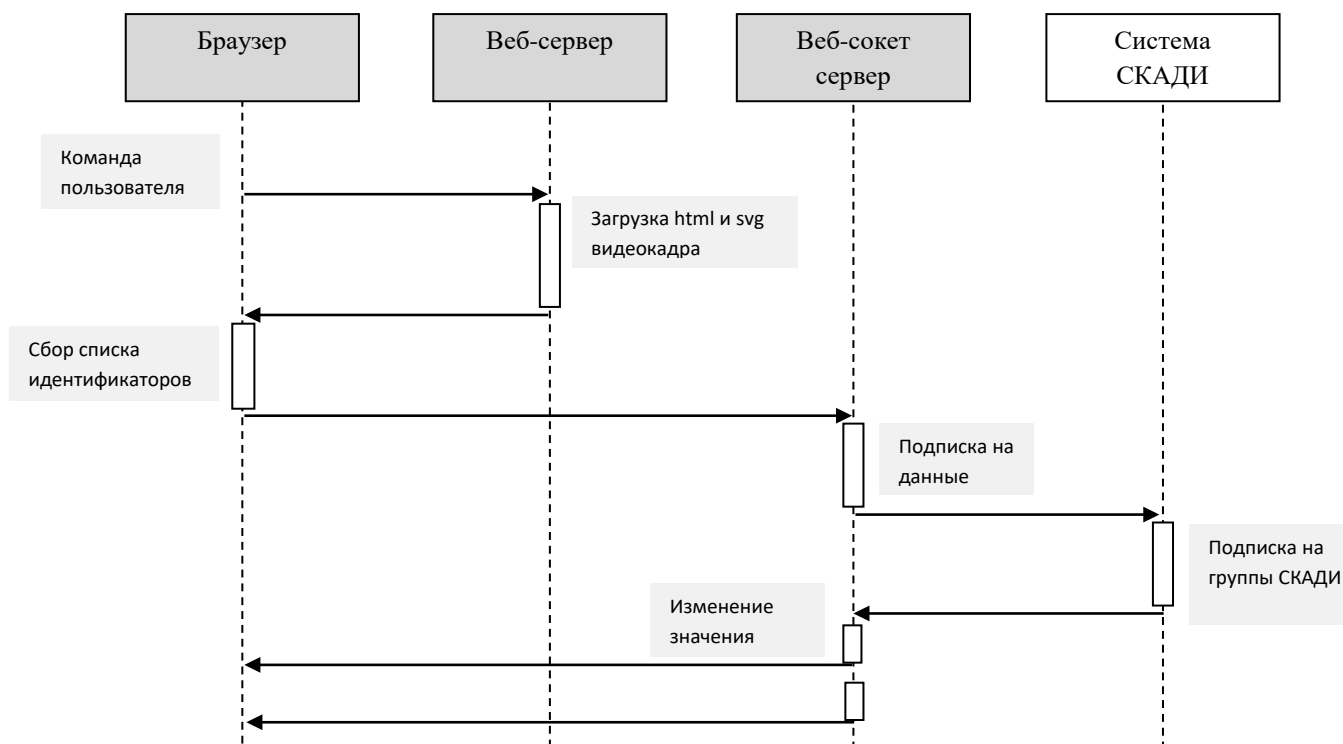 Браузер
Веб-сервер
Веб-сокет
сервер
Система
СКАДИ
Команда
пользователя
Загрузка html и svg
видеокадра
Сбор списка
идентификаторов
Подписка на
данные
Подписка на
группы СКАДИ
Изменение
значения